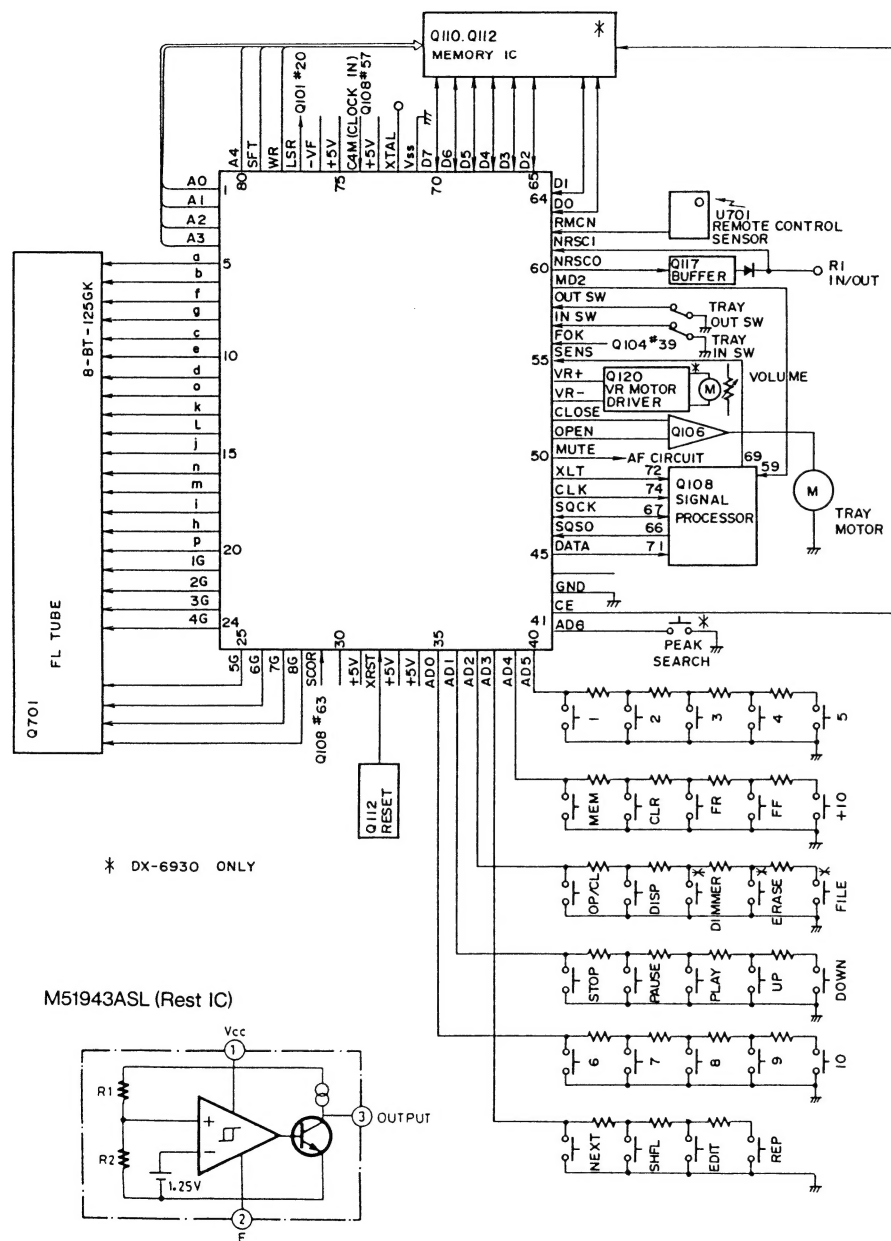 Q110.Q112
MEMORY IC
*
A4
SFT
WR
LSR
Q101 #20
-VF
+5V
C4M(CLOCK IN)
Q108#57
+5V
XTAL
Vss
D7
D6
D5
D4
D3
D2
80
75
70
65
A0
A1
A2
A3
1
a
5
b
f
g
c
e
10
d
o
k
L
j
15
n
m
i
h
p
20
1G
2G
3G
4G
24
8-BT-125GK
FL TUBE
Q701
64
D1
D0
RMCN
NRSCI
60
NRSCO
MD2
OUT SW
IN SW
FOK
55
SENS
VR+
VR-
CLOSE
OPEN
50
MUTE
XLT
CLK
SQCK
SQSO
45
DATA
GND
CE
41
AD6
U701
REMOTE CONTROL
SENSOR
Q117
BUFFER
RI
IN/OUT
TRAY
OUT SW
TRAY
IN SW
Q104 #39
Q120
VR MOTOR
DRIVER
*
M
VOLUME
Q106
AF CIRCUIT
69
59
72
74
67
66
71
Q108
SIGNAL
PROCESSOR
M
TRAY
MOTOR
*
PEAK
SEARCH
25
30
35
40
5G
6G
7G
8G
SCOR
Q108 #63
+5V
XRST
+5V
+5V
AD0
AD1
AD2
AD3
AD4
AD5
Q112
RESET
1
2
3
4
5
MEM
CLR
FR
FF
+10
OP/CL
DISP
* DIMMER
* ERASE
* FILE
STOP
PAUSE
PLAY
UP
DOWN
6
7
8
9
10
NEXT
SHFL
EDIT
REP
* DX-6930 ONLY
M51943ASL (Rest IC)
Vcc
1
R1
R2
+
-
1.25V
3 OUTPUT
2